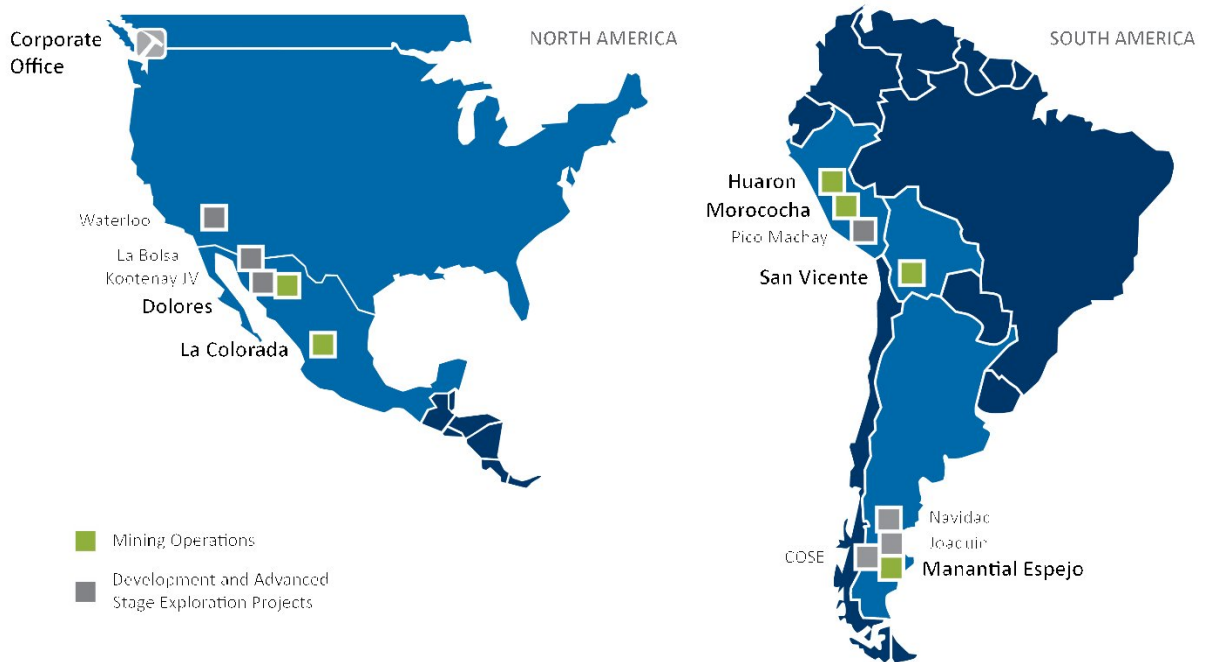 Corporate
Office
NORTH AMERICA
Waterloo
La Bolsa
Kootenay JV
Dolores
La Colorada
Mining Operations
Development and Advanced
Stage Exploration Projects
SOUTH AMERICA
Huaron
Morococha
Pico Machay
San Vicente
Navidad
Joaquin
COSE
Manantial Espejo